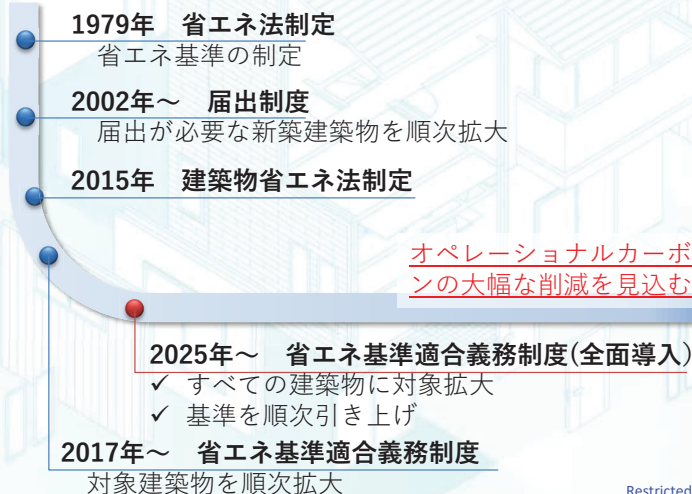 1979年　省エネ法制定
省エネ基準の制定
2002年～　届出制度
届出が必要な新築建築物を順次拡大
2015年　建築物省エネ法制定
オペレーショナルカーボ
ンの大幅な削減を見込む
2025年～　省エネ基準適合義務制度(全面導入)
✓ すべての建築物に対象拡大
✓ 基準を順次引き上げ
2017年～　省エネ基準適合義務制度
対象建築物を順次拡大
Restricted